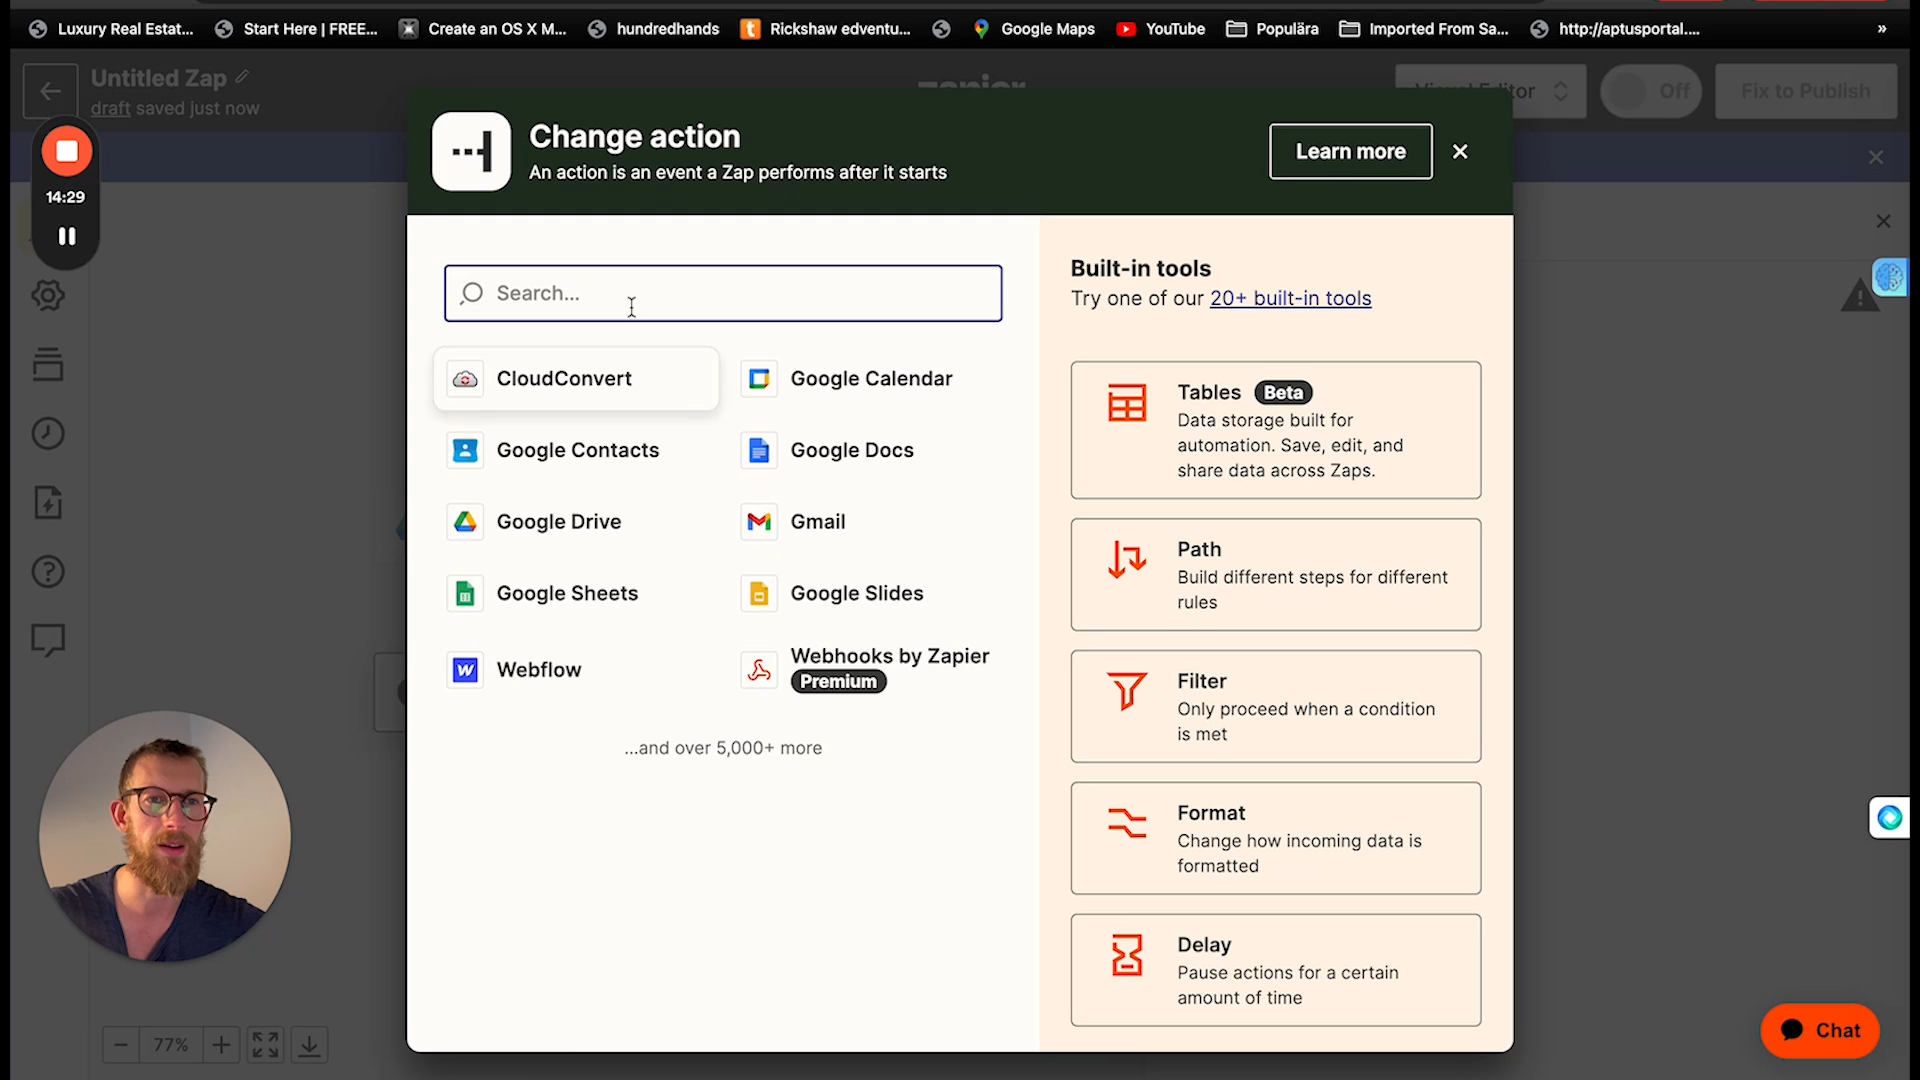 Luxury Real Estat...
Start Here | FREE...
Create an OS X M...
hundredhands
Rickshaw edventu...
Google Maps
YouTube
Populära
Imported From Sa...
http://aptusportal....
»
Untitled Zap
draft saved just now
zapier
Visual Editor
Off
Fix to Publish
14:29
Change action
An action is an event a Zap performs after it starts
Learn more
Search...
CloudConvert
Google Calendar
Google Contacts
Google Docs
Google Drive
Gmail
Google Sheets
Google Slides
Webflow
Webhooks by Zapier
Premium
...and over 5,000+ more
Built-in tools
Try one of our 20+ built-in tools
Tables Beta
Data storage built for
automation. Save, edit, and
share data across Zaps.
Path
Build different steps for different
rules
Filter
Only proceed when a condition
is met
Format
Change how incoming data is
formatted
Delay
Pause actions for a certain
amount of time
77%
Chat